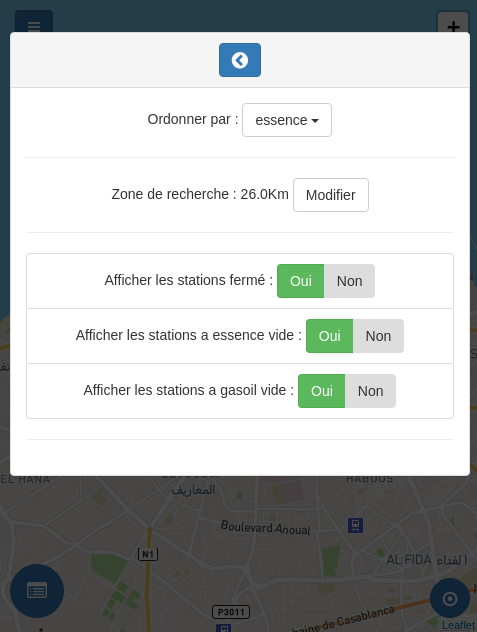 +
Ordonner par : essence
Zone de recherche : 26.0Km Modifier
Afficher les stations fermé : Oui Non
Afficher les stations a essence vide : Oui Non
Afficher les stations a gasoil vide : Oui Non
EL HANA
المعاريف
HABOUS
Boulevard Anoual
N1
AL FIDA الفداء
P3011
haine de Casablanca
Leaflet